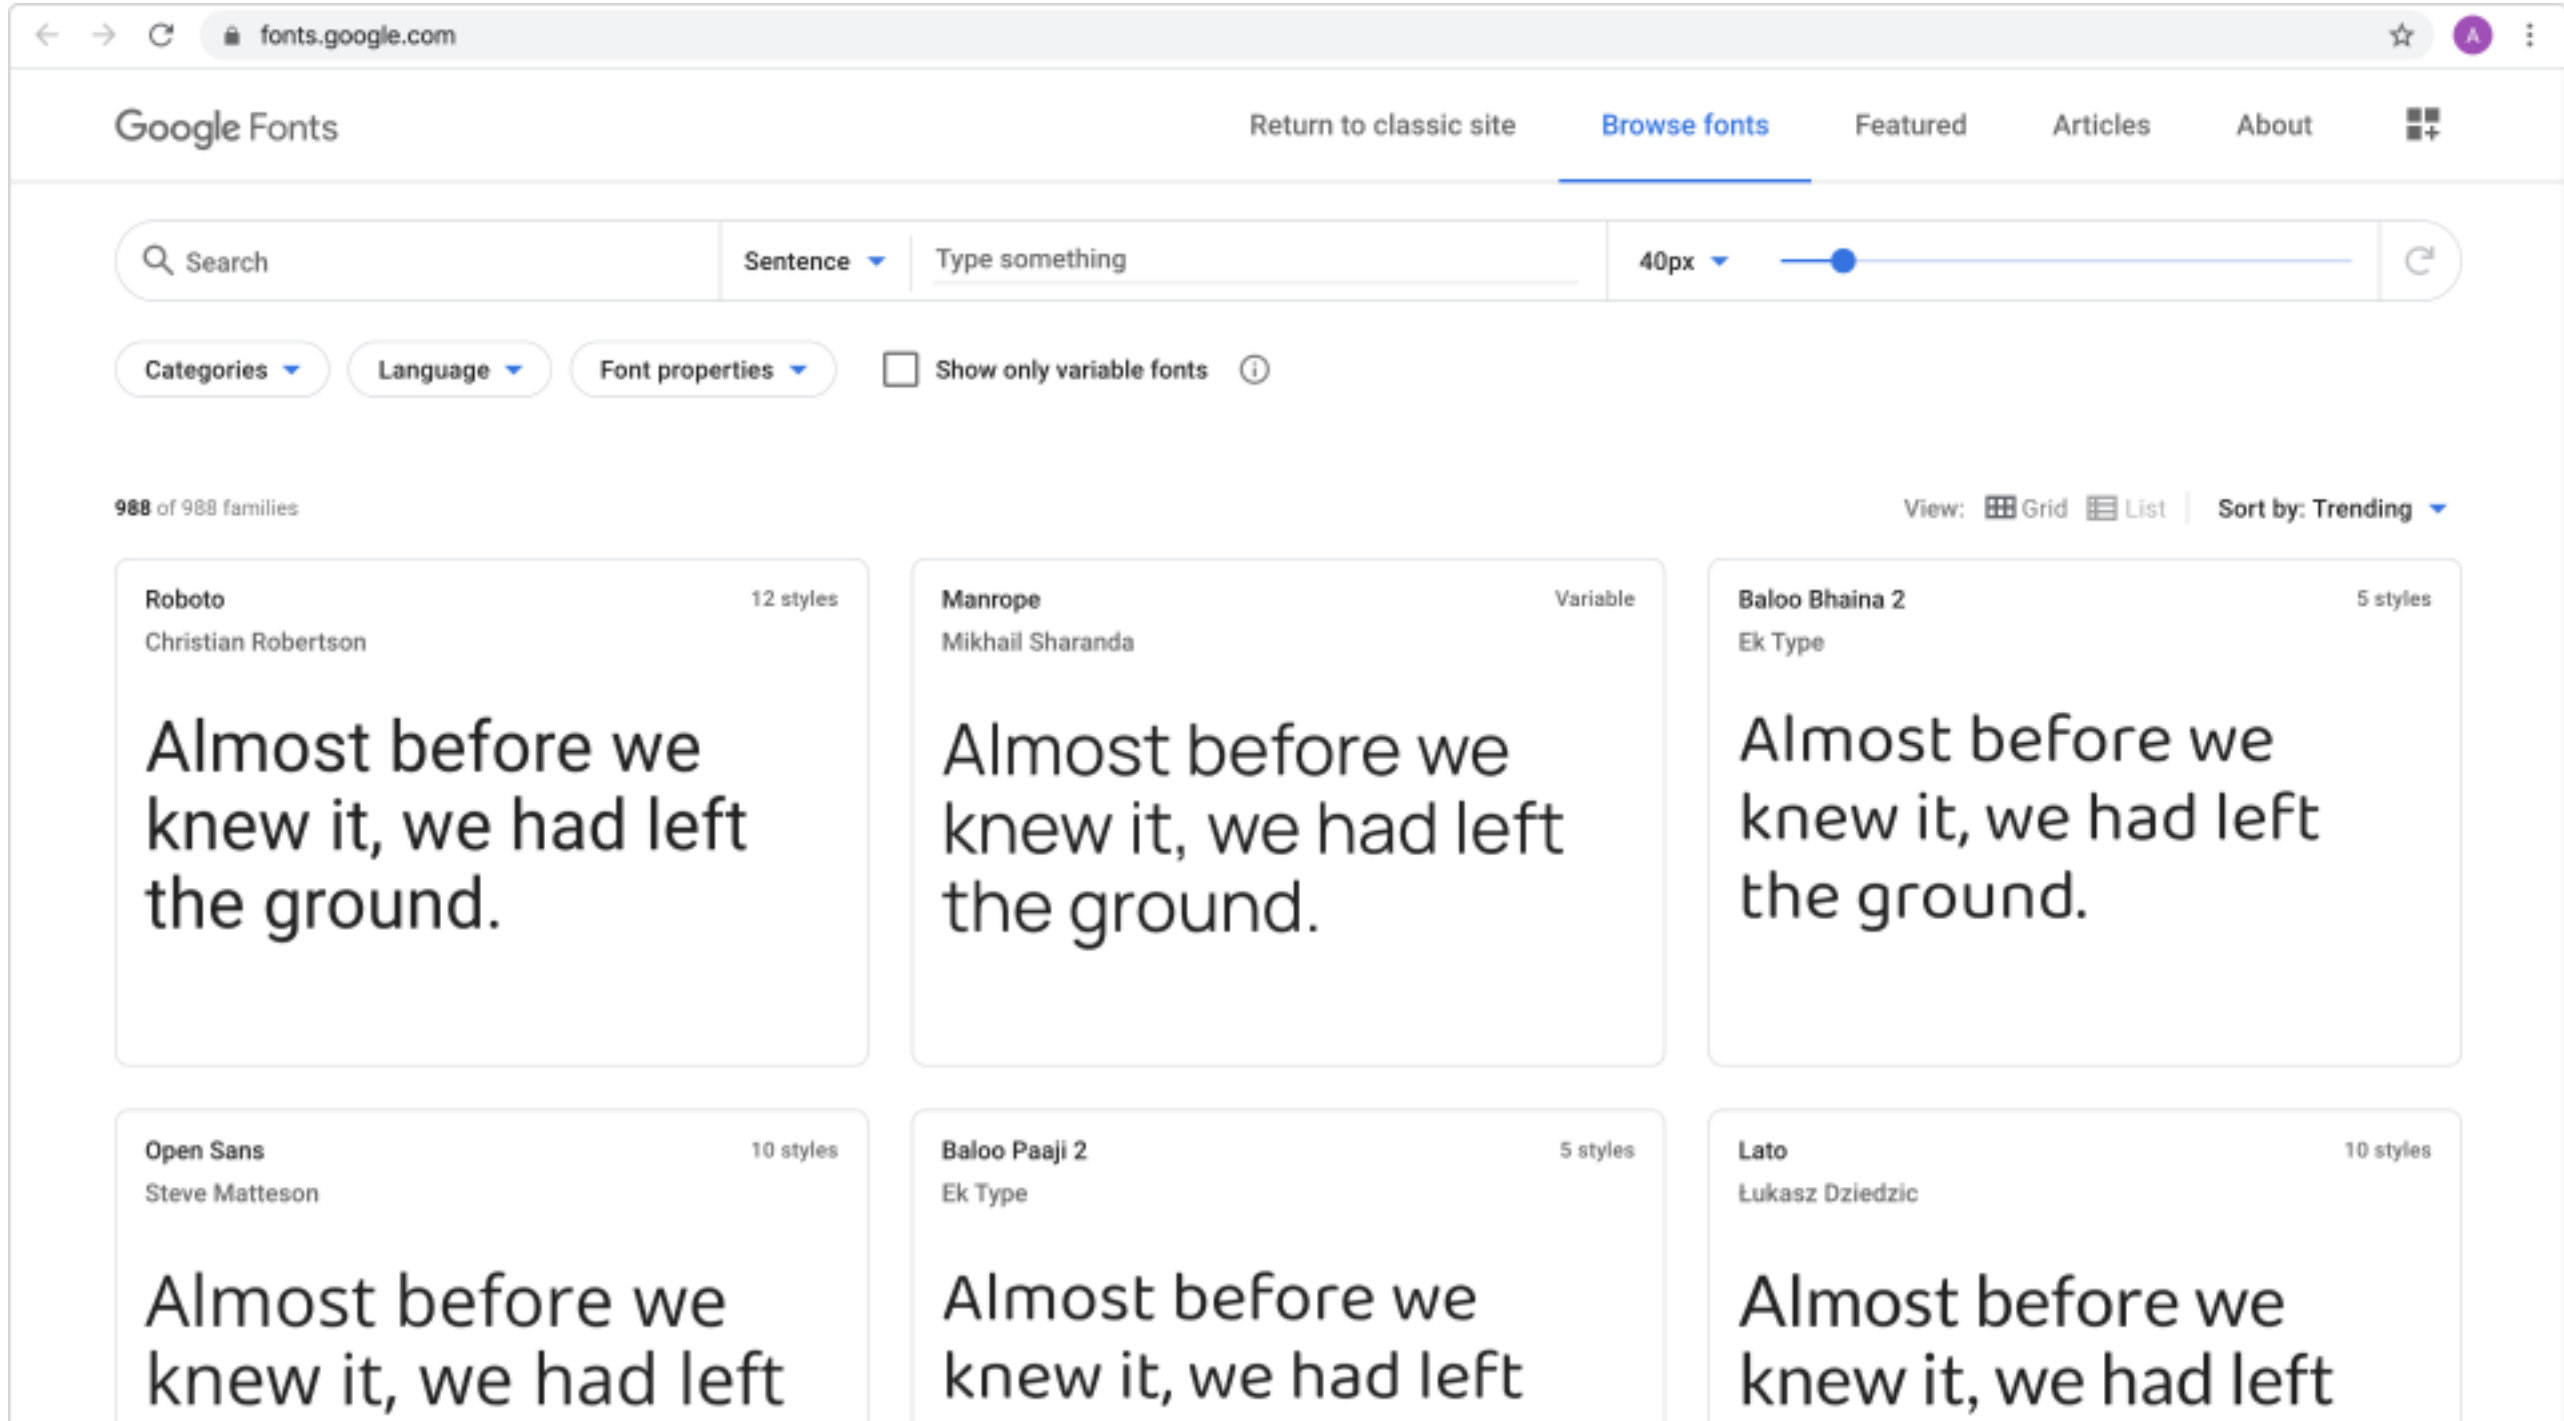 fonts.google.com
A
Google Fonts
Return to classic site
Browse fonts
Featured
Articles
About
Search
Sentence
Type something
40px
Categories
Language
Font properties
Show only variable fonts
988 of 988 families
View: Grid List
Sort by: Trending
Roboto
12 styles
Christian Robertson
Almost before we
knew it, we had left
the ground.
Manrope
Variable
Mikhail Sharanda
Almost before we
knew it, we had left
the ground.
Baloo Bhaina 2
5 styles
Ek Type
Almost before we
knew it, we had left
the ground.
Open Sans
10 styles
Steve Matteson
Almost before we
knew it, we had left
Baloo Paaji 2
5 styles
Ek Type
Almost before we
knew it, we had left
Lato
10 styles
Łukasz Dziedzic
Almost before we
knew it, we had left